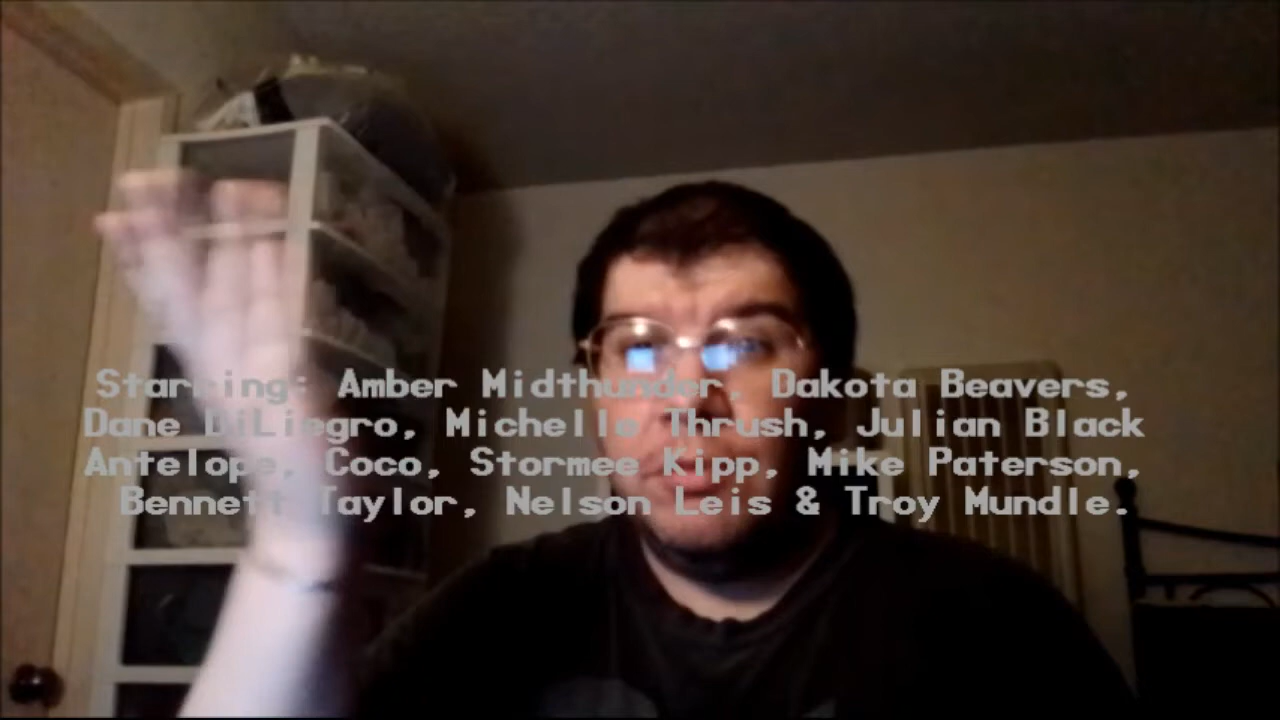 Starring: Amber Midthunder, Dakota Beavers,
Dane DiLiegro, Michelle Thrush, Julian Black
Antelope, Coco, Stormee Kipp, Mike Paterson,
Bennett Taylor, Nelson Leis & Troy Mundle.